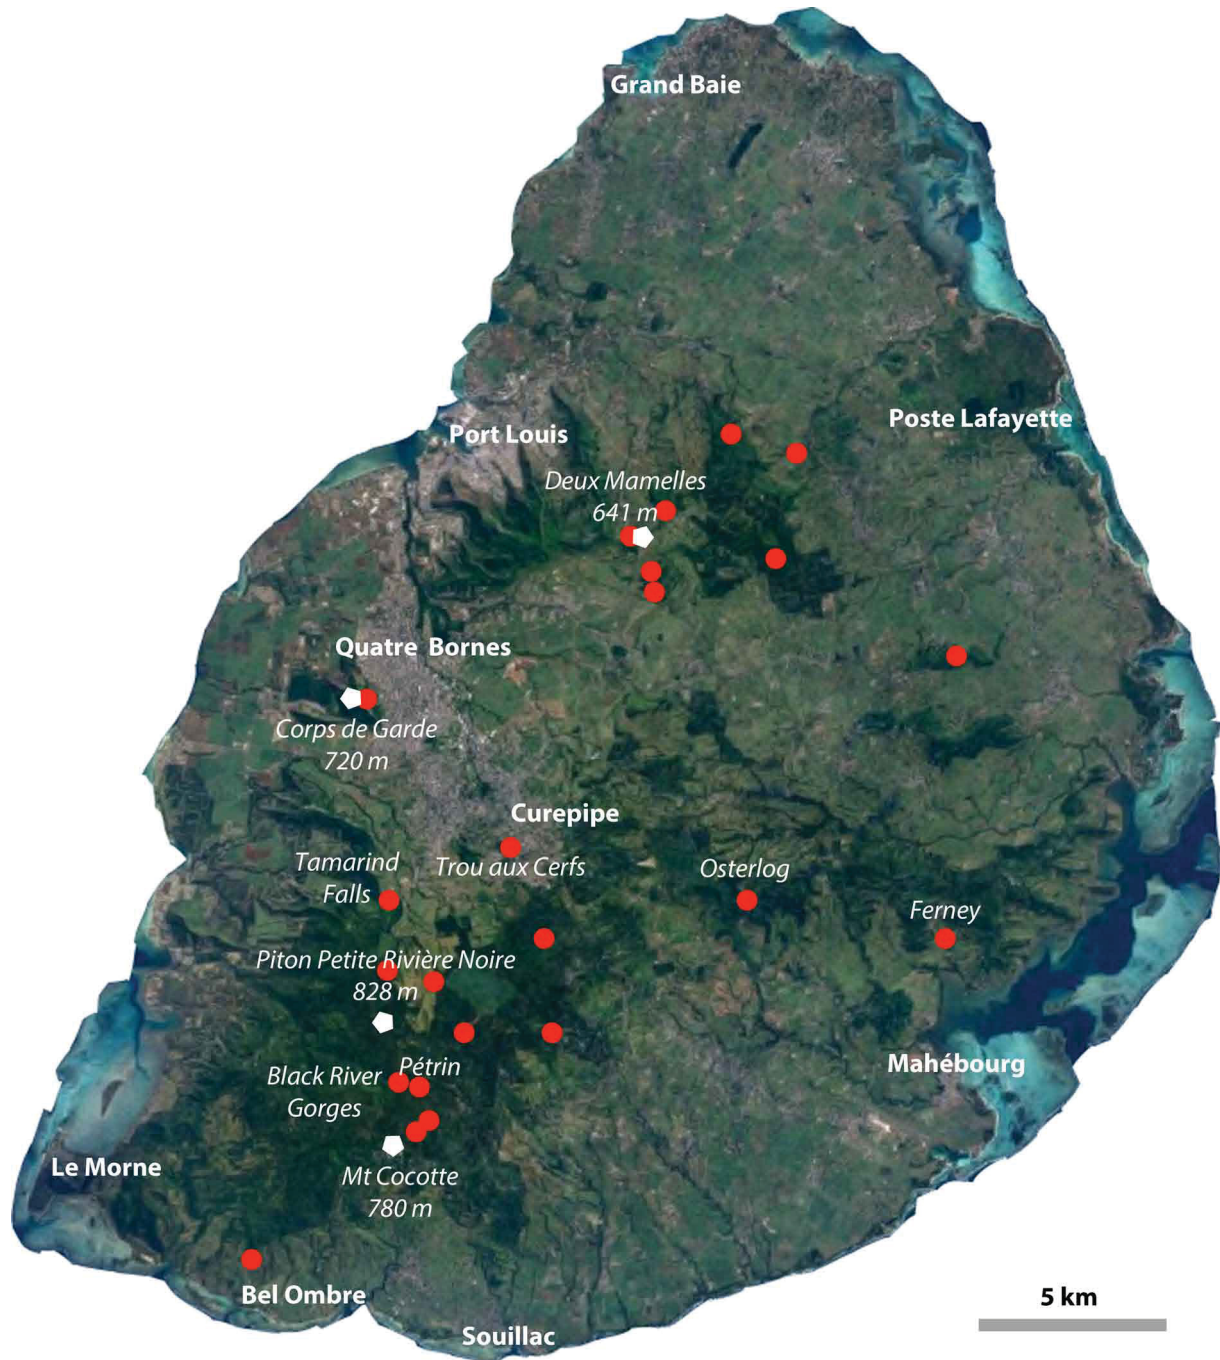 Grand Baie
Poste Lafayette
Port Louis
Deux Mamelles
641 m
Quatre Bornes
Corps de Garde
720 m
Curepipe
Tamarind
Falls
Trou aux Cerfs
Osterlog
Ferney
Piton Petite Rivière Noire
828 m
Mahébourg
Pétrin
Black River
Gorges
Le Morne
Mt Cocotte
780 m
Bel Ombre
5 km
Souillac